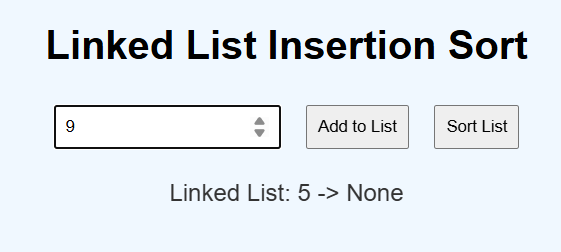 Linked List Insertion Sort
9 Add to List Sort List
Linked List: 5 -> None